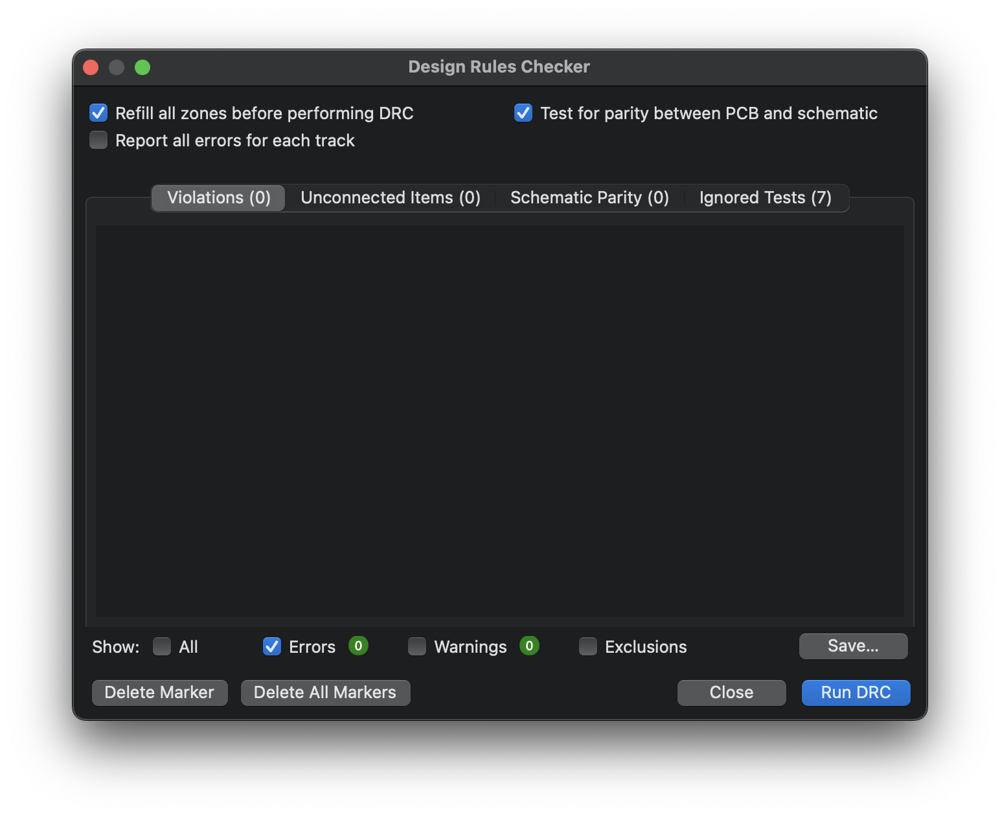 Design Rules Checker
Refill all zones before performing DRC
Test for parity between PCB and schematic
Report all errors for each track
Violations (0)
Unconnected Items (0)
Schematic Parity (0)
Ignored Tests (7)
Show:
All
Errors
0
Warnings
0
Exclusions
Save...
Delete Marker
Delete All Markers
Close
Run DRC